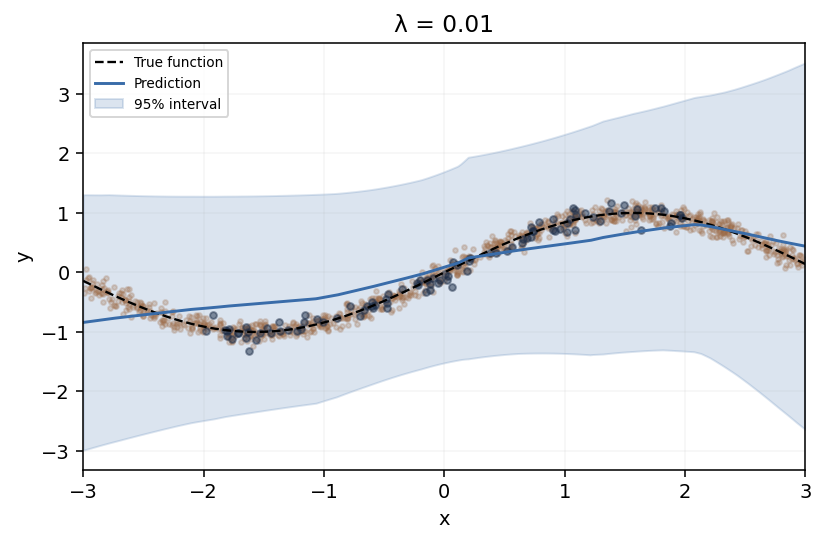 λ = 0.01
True function
Prediction
95% interval
y
3
2
1
0
−1
−2
−3
−3 −2 −1 0 1 2 3
x